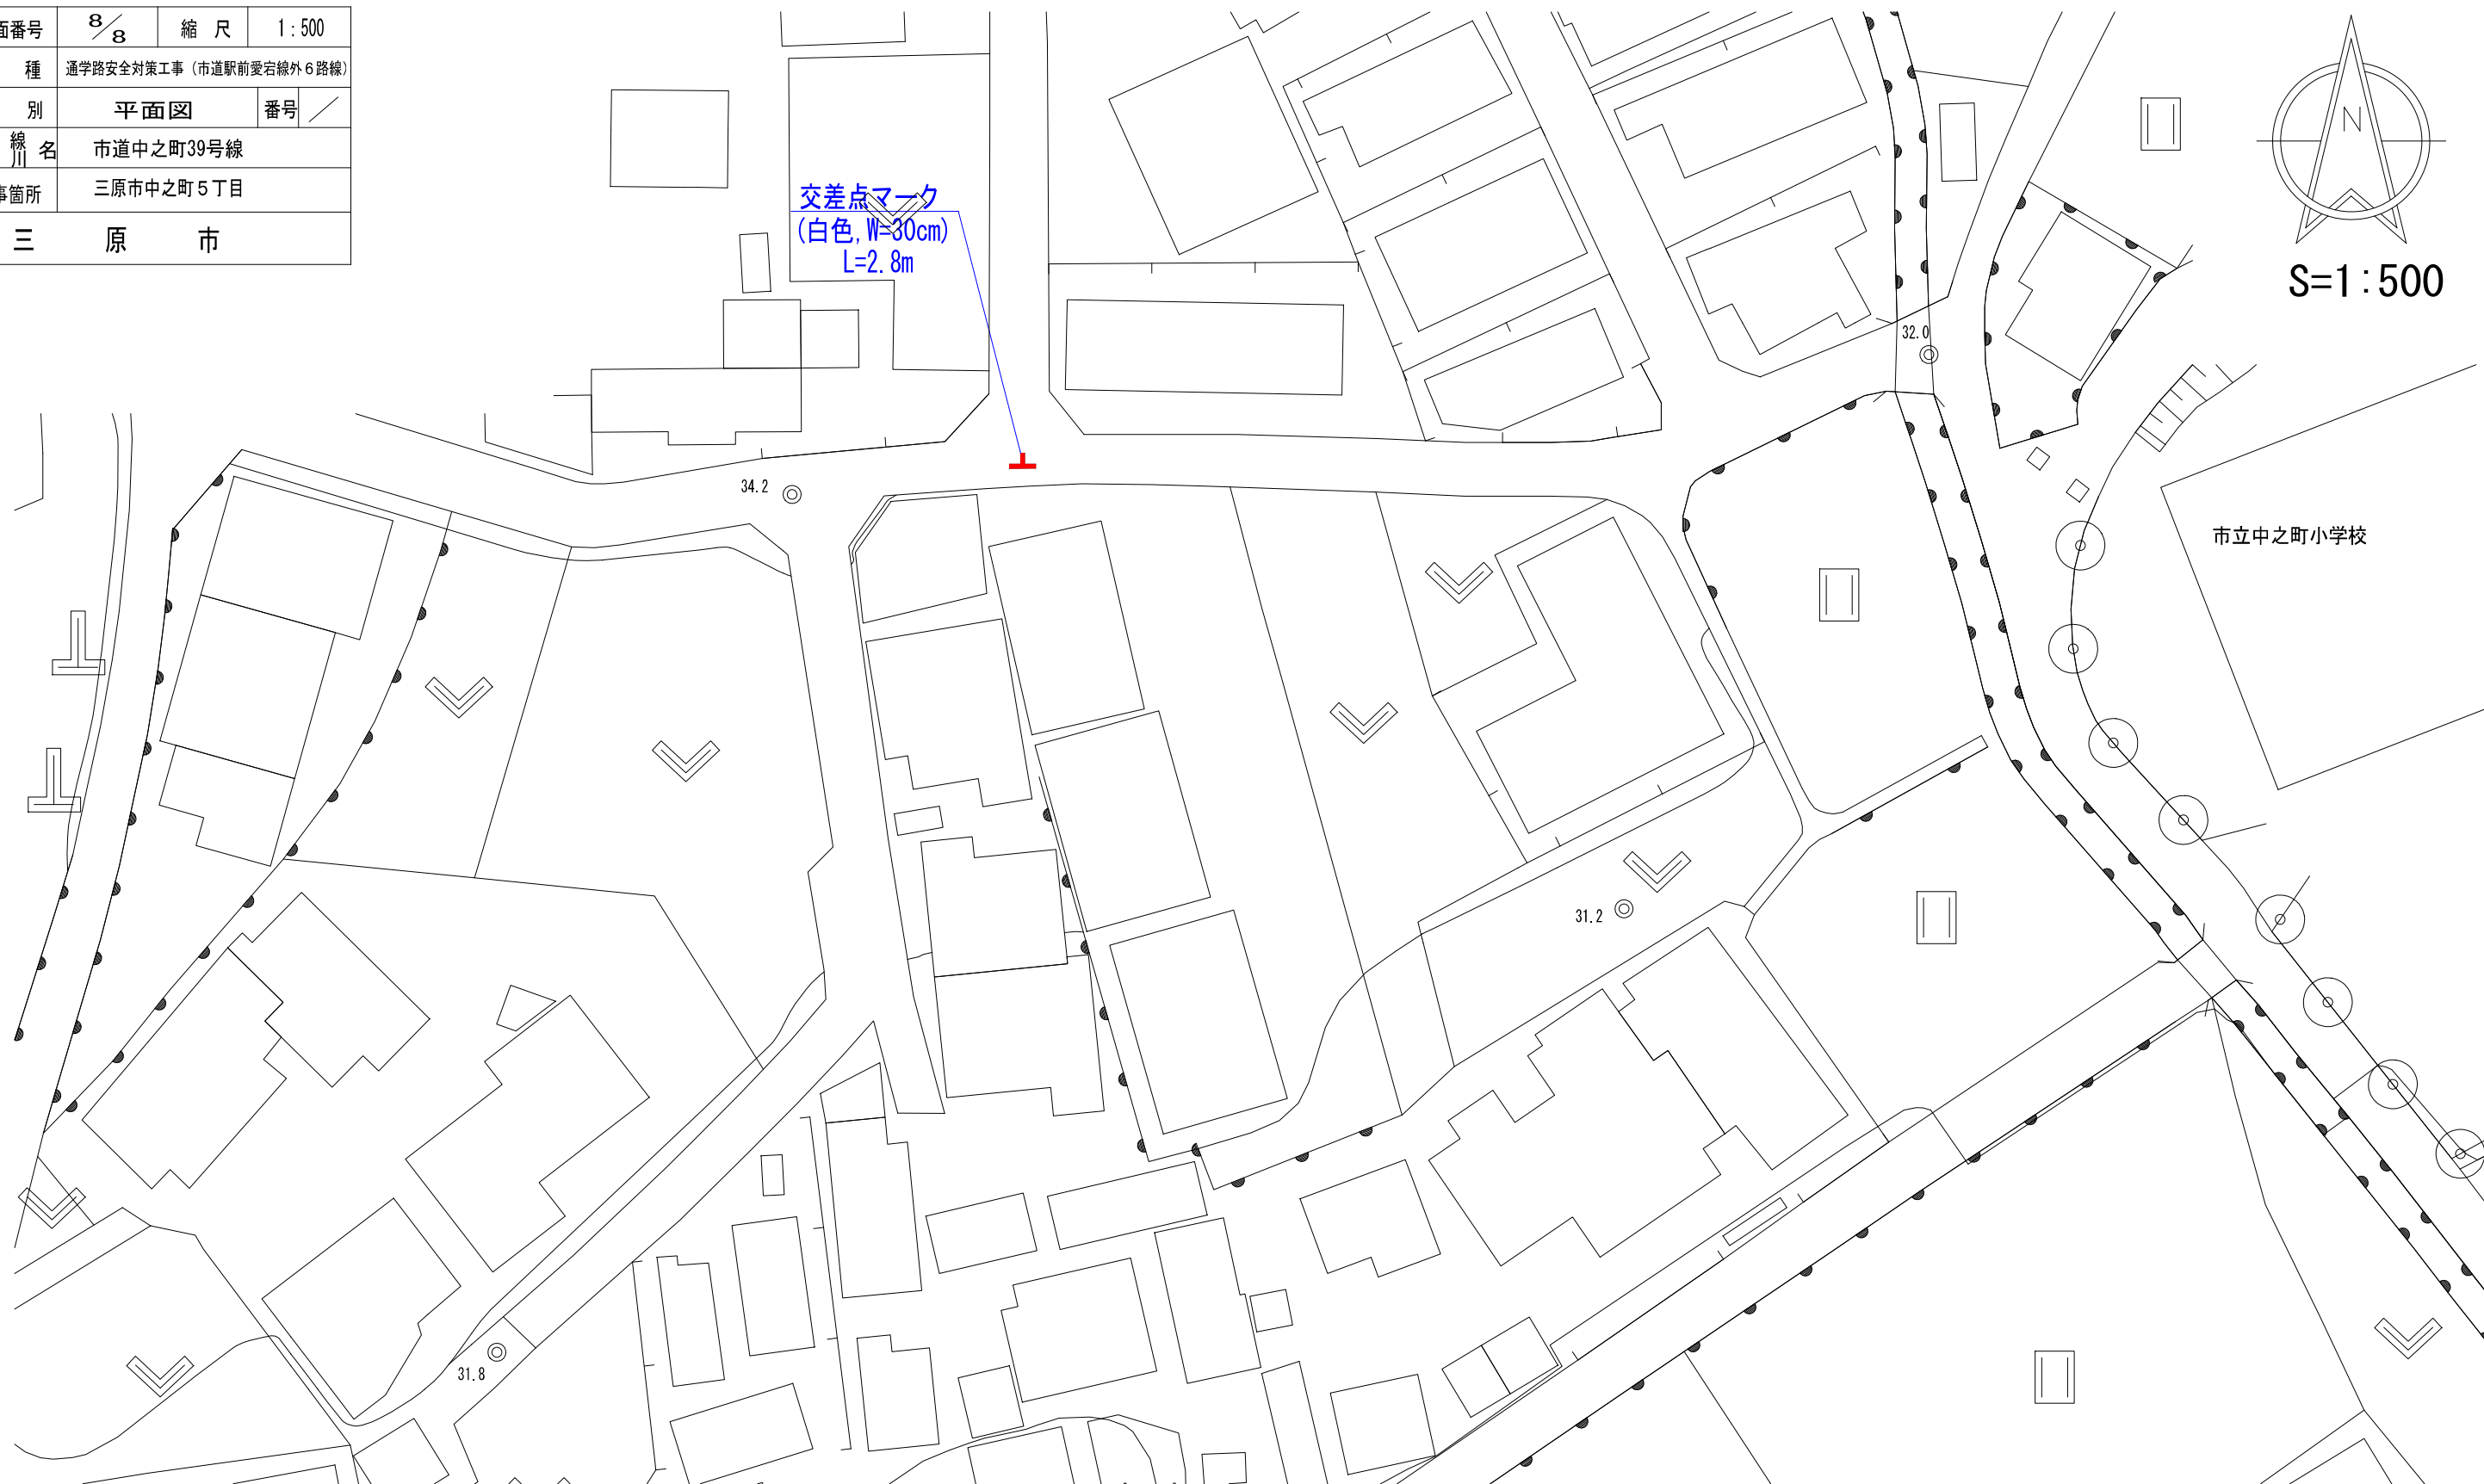 面番号 8/8 縮 尺 1:500
種 通学路安全対策工事(市道駅前愛宕線外6路線)
別 平面図 番号 /
線川 名 市道中之町39号線
事箇所 三原市中之町5丁目
三 原 市
交差点マーク
(白色,W=30cm)
L=2.8m
N
S=1:500
32.0
34.2
市立中之町小学校
31.2
31.8